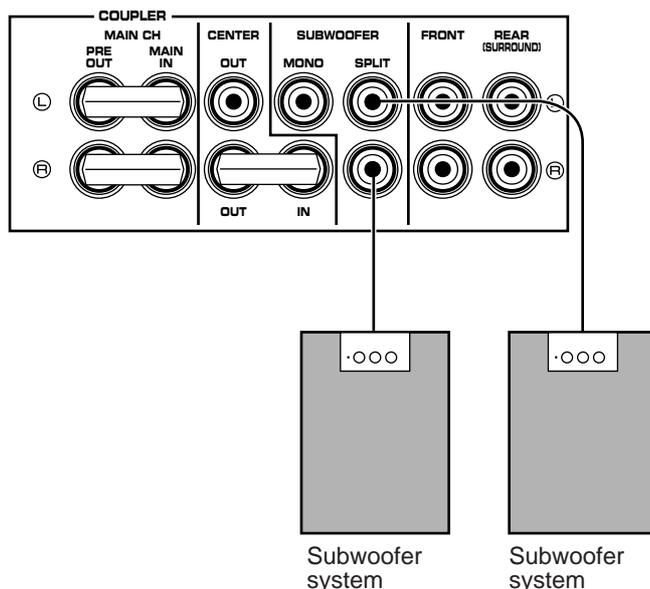 COUPLER
MAIN CH CENTER SUBWOOFER FRONT REAR
(SURROUND)
PRE OUT MAIN IN OUT MONO SPLIT
L L
R R
OUT IN
Subwoofer system
Subwoofer system